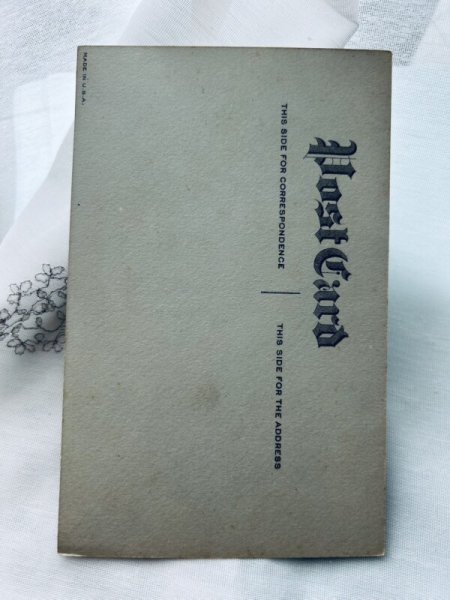 Post Card
THIS SIDE FOR CORRESPONDENCE
THIS SIDE FOR THE ADDRESS
MADE IN U.S.A.